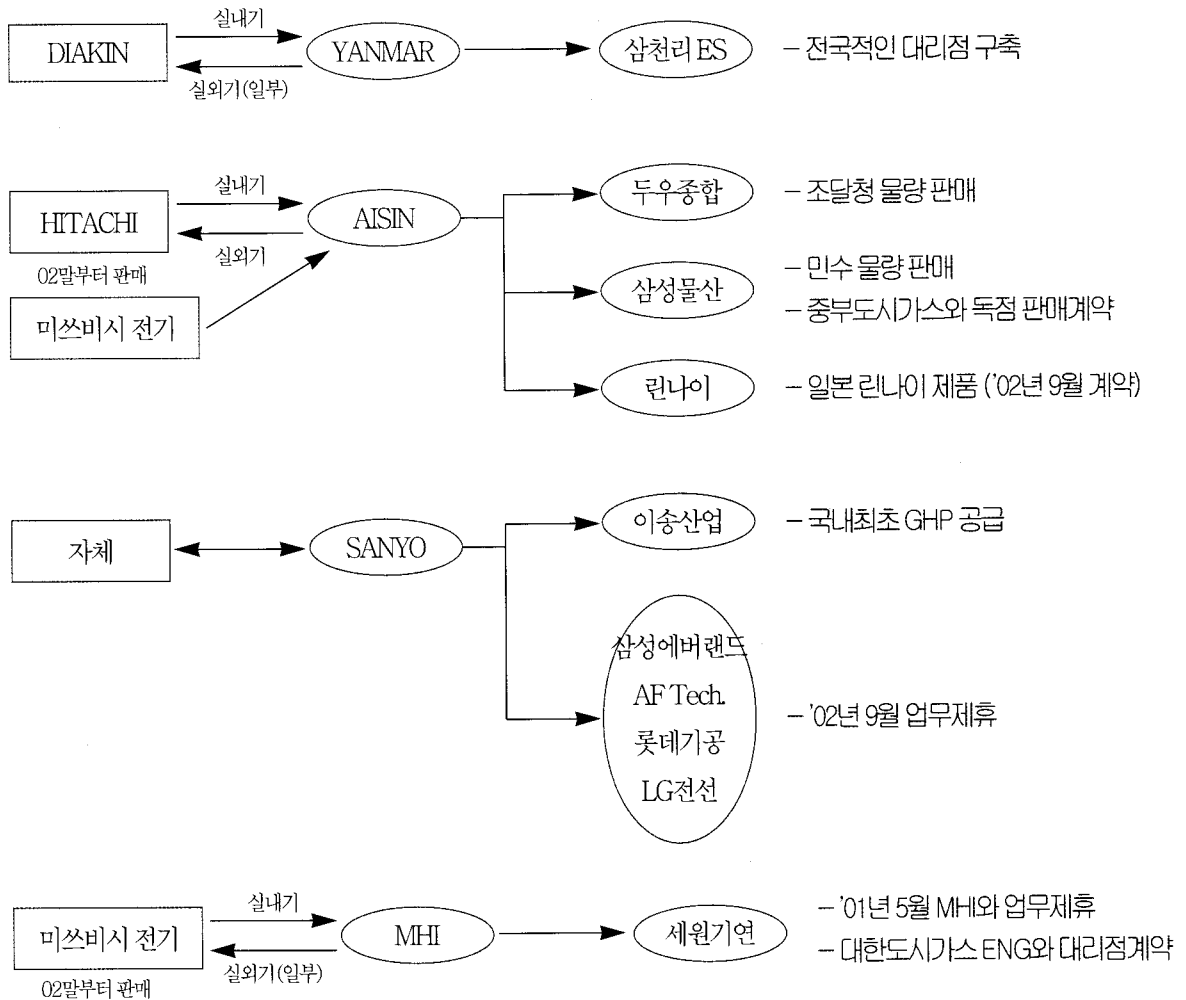 실내기
DIAKIN
YANMAR
삼천리 ES
– 전국적인 대리점 구축
실외기(일부)
실내기
HITACHI
AISIN
두우종합
– 조달청 물량 판매
실외기
02말부터 판매
미쓰비시 전기
삼성물산
– 민수 물량 판매
– 중부도시가스와 독점 판매계약
린나이
– 일본 린나이 제품 ('02년 9월 계약)
자체
SANYO
이송산업
– 국내최초 GHP 공급
삼성에버랜드
AF Tech.
롯데기공
LG전선
– '02년 9월 업무제휴
실내기
미쓰비시 전기
MHI
세원기연
– '01년 5월 MHI와 업무제휴
– 대한도시가스 ENG와 대리점계약
실외기(일부)
02말부터 판매